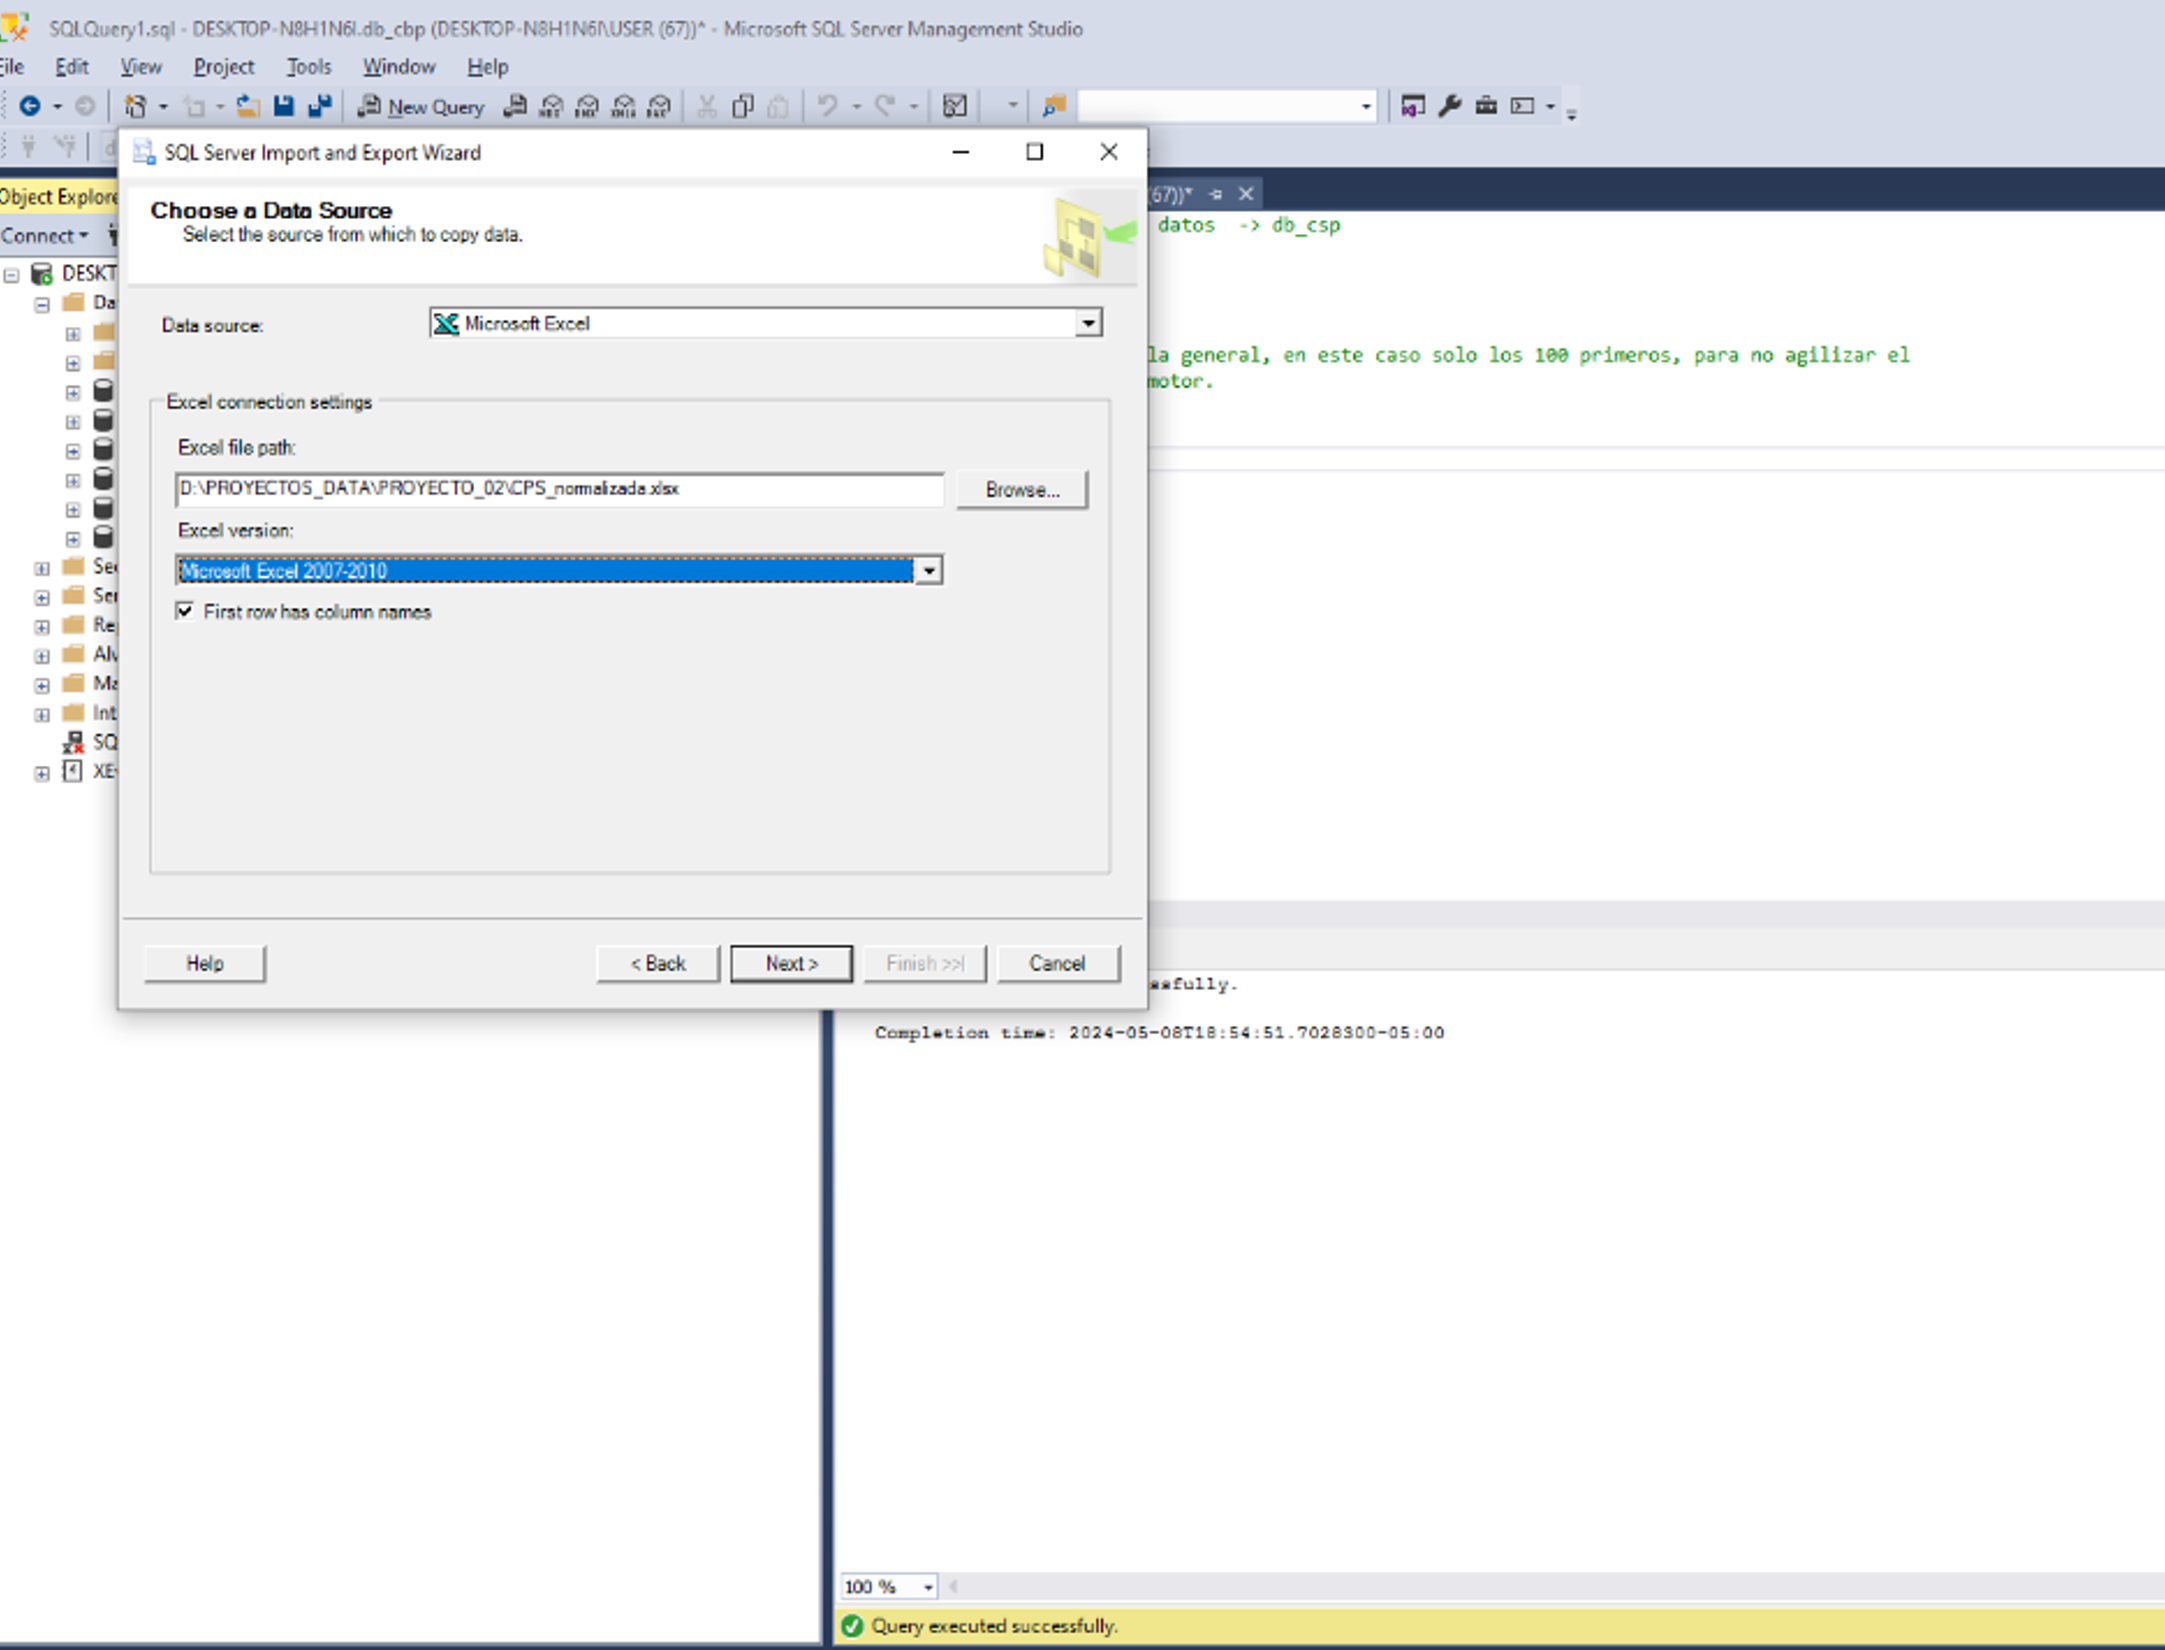 SQLQuery1.sql - DESKTOP-N8H1N6I.db_cbp (DESKTOP-N8H1N6I\USER (67))* - Microsoft SQL Server Management Studio
File Edit View Project Tools Window Help
New Query
SQL Server Import and Export Wizard
Object Explore
(67))*
Choose a Data Source
Select the source from which to copy data.
Connect
datos -> db_csp
DESKT
Da
Data source:
Microsoft Excel
la general, en este caso solo los 100 primeros, para no agilizar el
motor.
Excel connection settings
Excel file path:
D:\PROYECTOS_DATA\PROYECTO_02\CPS_normalizada.xlsx
Browse...
Excel version:
Microsoft Excel 2007-2010
First row has column names
Sec
Ser
Rep
Alv
Ma
Int
SQ
XE
Help
< Back
Next >
Finish >>|
Cancel
ssfully.
Completion time: 2024-05-08T18:54:51.7028300-05:00
100 %
Query executed successfully.